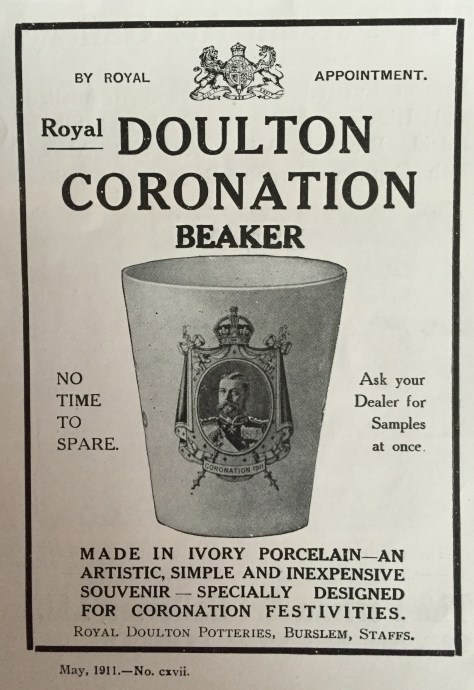 BY ROYAL APPOINTMENT.
Royal DOULTON
CORONATION
BEAKER
NO
TIME
TO
SPARE.
CORONATION 1911
Ask your
Dealer for
Samples
at once.
MADE IN IVORY PORCELAIN—AN
ARTISTIC, SIMPLE AND INEXPENSIVE
SOUVENIR — SPECIALLY DESIGNED
FOR CORONATION FESTIVITIES.
ROYAL DOULTON POTTERIES, BURSLEM, STAFFS.
May, 1911.—No. cxvii.